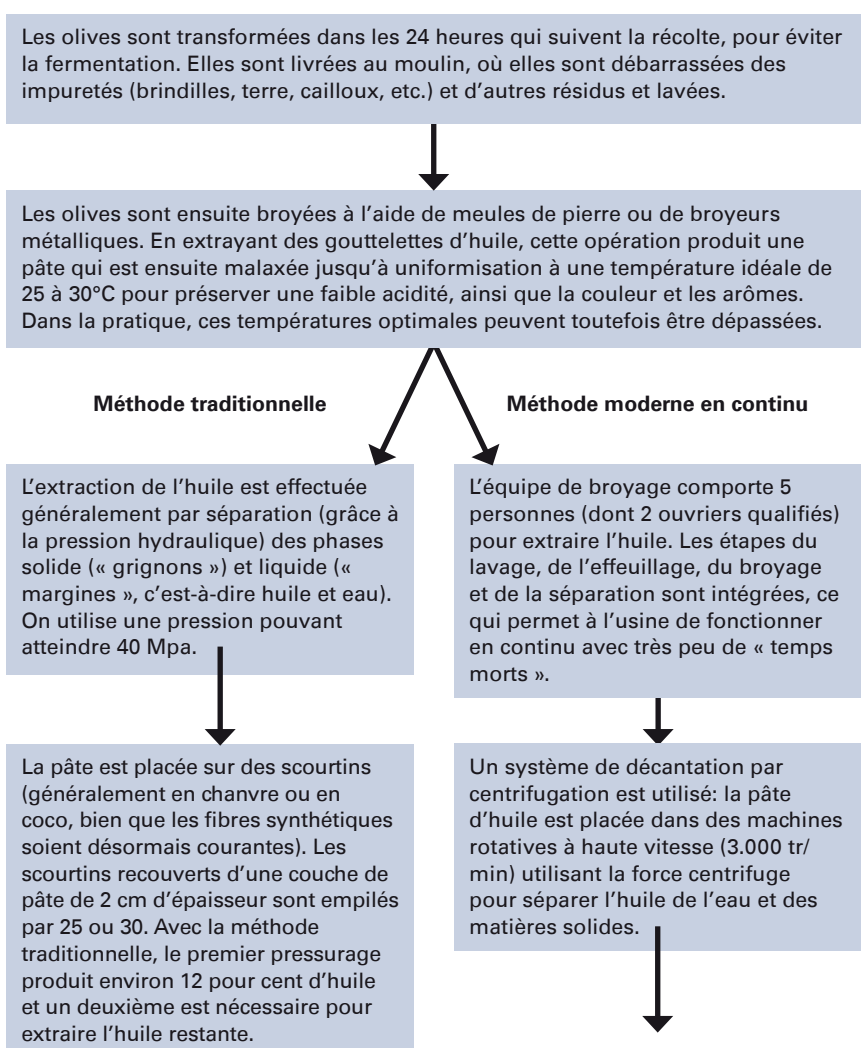 Les olives sont transformées dans les 24 heures qui suivent la récolte, pour éviter
la fermentation. Elles sont livrées au moulin, où elles sont débarrassées des
impuretés (brindilles, terre, cailloux, etc.) et d'autres résidus et lavées.
Les olives sont ensuite broyées à l'aide de meules de pierre ou de broyeurs
métalliques. En extrayant des gouttelettes d'huile, cette opération produit une
pâte qui est ensuite malaxée jusqu'à uniformisation à une température idéale de
25 à 30°C pour préserver une faible acidité, ainsi que la couleur et les arômes.
Dans la pratique, ces températures optimales peuvent toutefois être dépassées.
Méthode traditionnelle
L'extraction de l'huile est effectuée
généralement par séparation (grâce à
la pression hydraulique) des phases
solide (« grignons ») et liquide («
margines », c'est-à-dire huile et eau).
On utilise une pression pouvant
atteindre 40 Mpa.
La pâte est placée sur des scourtins
(généralement en chanvre ou en
coco, bien que les fibres synthétiques
soient désormais courantes). Les
scourtins recouverts d'une couche de
pâte de 2 cm d'épaisseur sont empilés
par 25 ou 30. Avec la méthode
traditionnelle, le premier pressurage
produit environ 12 pour cent d'huile
et un deuxième est nécessaire pour
extraire l'huile restante.
Méthode moderne en continu
L'équipe de broyage comporte 5
personnes (dont 2 ouvriers qualifiés)
pour extraire l'huile. Les étapes du
lavage, de l'effeuillage, du broyage
et de la séparation sont intégrées, ce
qui permet à l'usine de fonctionner
en continu avec très peu de « temps
morts ».
Un système de décantation par
centrifugation est utilisé: la pâte
d'huile est placée dans des machines
rotatives à haute vitesse (3.000 tr/
min) utilisant la force centrifuge
pour séparer l'huile de l'eau et des
matières solides.